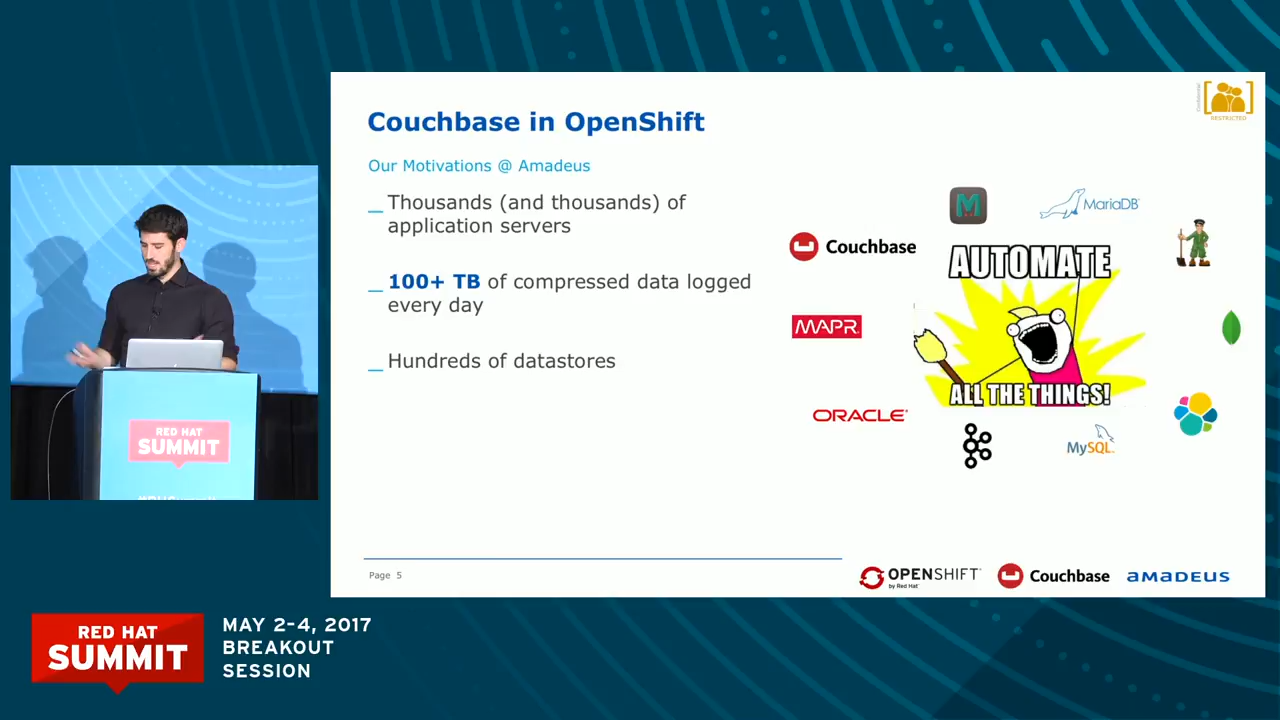 Couchbase in OpenShift
Our Motivations @ Amadeus
_ Thousands (and thousands) of
application servers
_ 100+ TB of compressed data logged
every day
_ Hundreds of datastores
RESTRICTED
MariaDB
Couchbase
AUTOMATE
MAPR.
ALL THE THINGS!
ORACLE
MySQL
Page 5
OPENSHIFT
by Red Hat
Couchbase
amadeus
RED HAT
SUMMIT
RED HAT
SUMMIT
MAY 2-4, 2017
BREAKOUT
SESSION